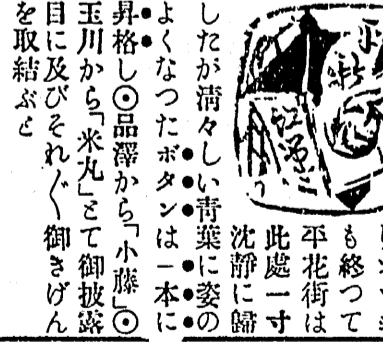 も終つて
平花街は
此處一寸
沈靜に歸
したが淸々しい靑葉に姿の
よくなつたボタンは一本に
昇格し◎品澤から「小藤」◎
玉川から「米丸」とて御披露
目に及びそれ〴〵御きげん
を取結ぶと